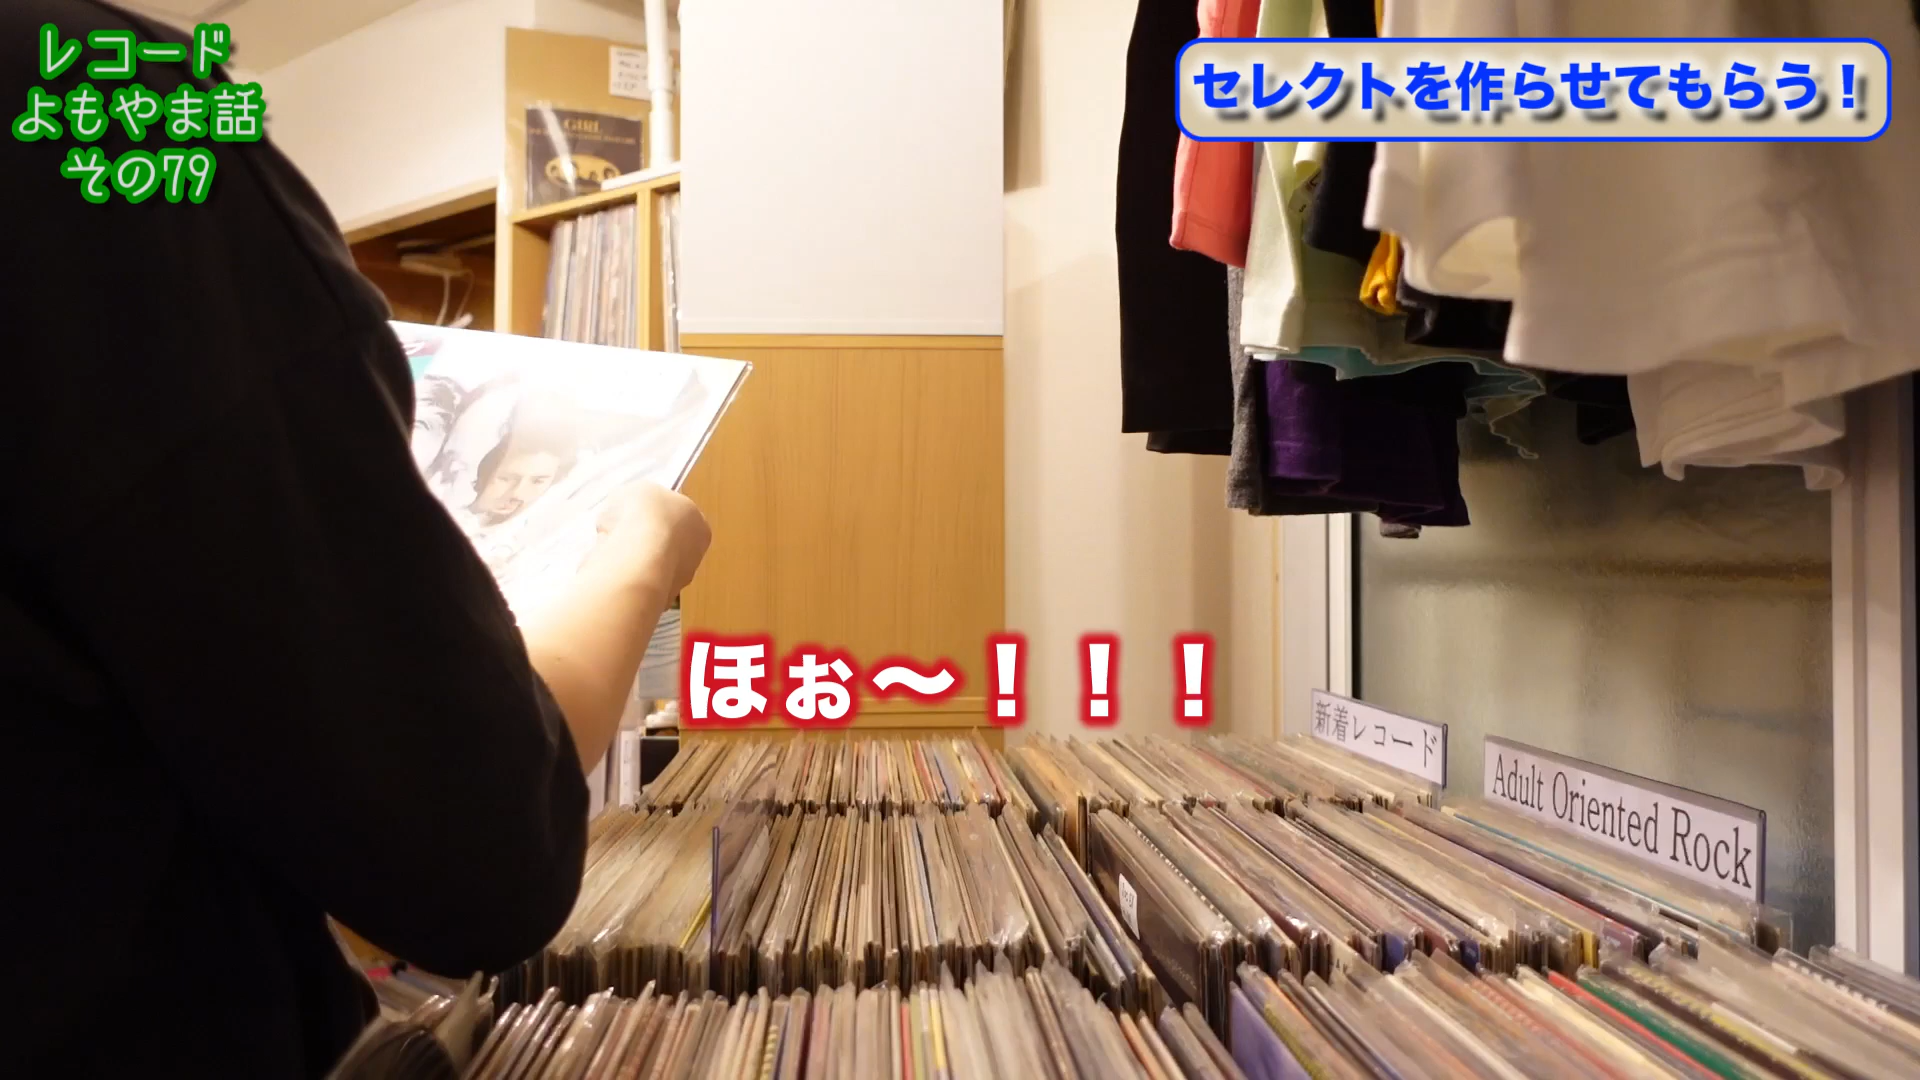 レコード
よもやま話
その79
セレクトを作らせてもらう！
GIRL
ほぉ〜！！！
新着レコード
Adult Oriented Rock